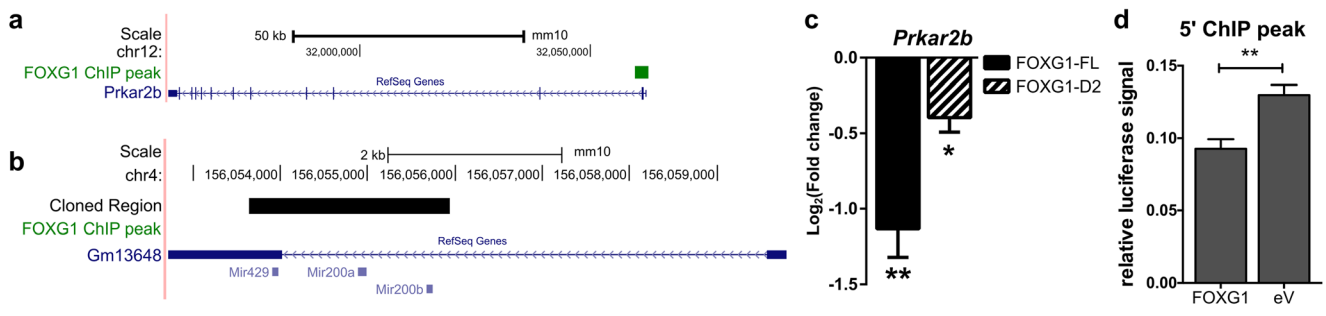 a
Scale
50 kb
mm10
chr12:
32,000,000
32,050,000
FOXG1 ChIP peak
RefSeq Genes
Prkar2b
b
Scale
2 kb
mm10
chr4:
156,054,000
156,055,000
156,056,000
156,057,000
156,058,000
156,059,000
Cloned Region
FOXG1 ChIP peak
RefSeq Genes
Gm13648
Mir429
Mir200a
Mir200b
c
Prkar2b
0.0
-0.5
-1.0
-1.5
Log2(Fold change)
FOXG1-FL
FOXG1-D2
*
**
d
5' ChIP peak
**
0.15
0.10
0.05
0.00
relative luciferase signal
FOXG1
eV